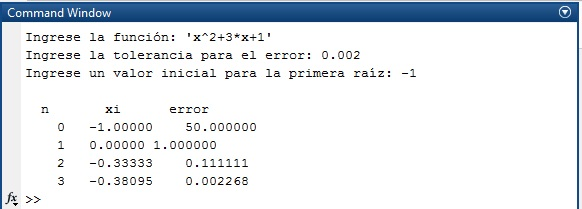 Command Window
Ingrese la función: 'x^2+3*x+1'
Ingrese la tolerancia para el error: 0.002
Ingrese un valor inicial para la primera raíz: -1
n xi error
0 -1.00000 50.000000
1 0.00000 1.000000
2 -0.33333 0.111111
3 -0.38095 0.002268
fx >>